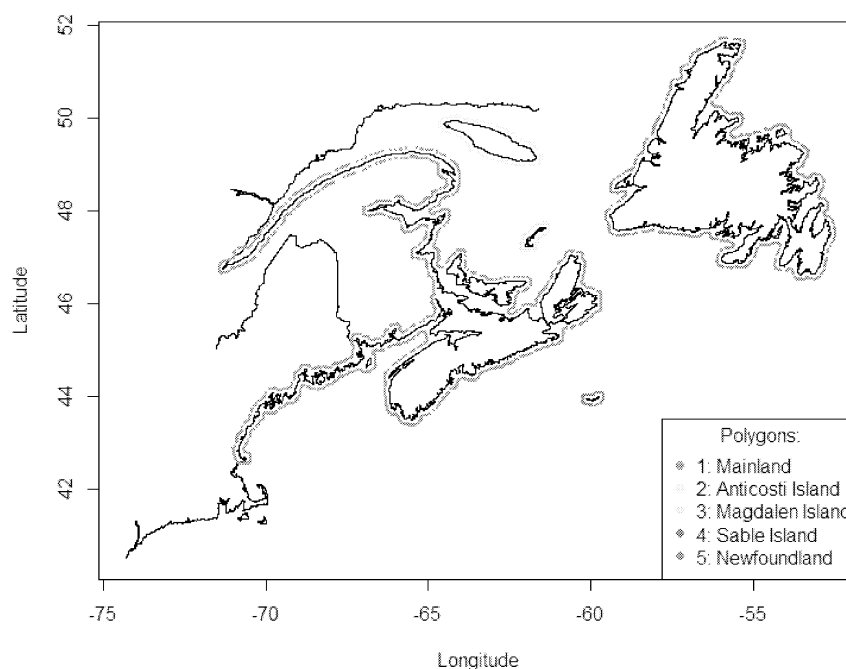 52
50
48
46
44
42
Latitude
-75
-70
-65
-60
-55
Longitude
Polygons:
1: Mainland
2: Anticosti Island
3: Magdalen Island
4: Sable Island
5: Newfoundland